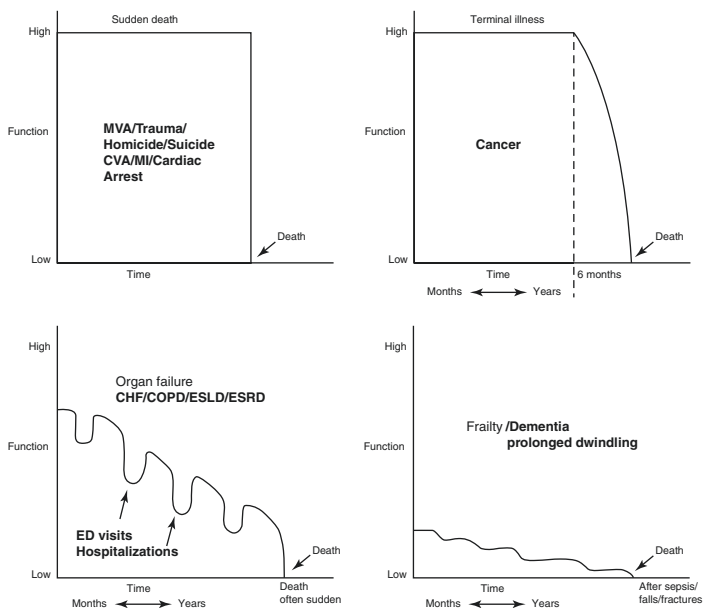 Sudden death
High
Function
MVA/Trauma/
Homicide/Suicide
CVA/MI/Cardiac
Arrest
Death
Low
Time
Terminal illness
High
Function
Cancer
Death
Low
Time
6 months
Months
Years
High
Organ failure
CHF/COPD/ESLD/ESRD
Function
ED visits
Hospitalizations
Death
Low
Time
Death
often sudden
Months
Years
High
Frailty /Dementia
prolonged dwindling
Function
Death
Low
Time
After sepsis/
falls/fractures
Months
Years